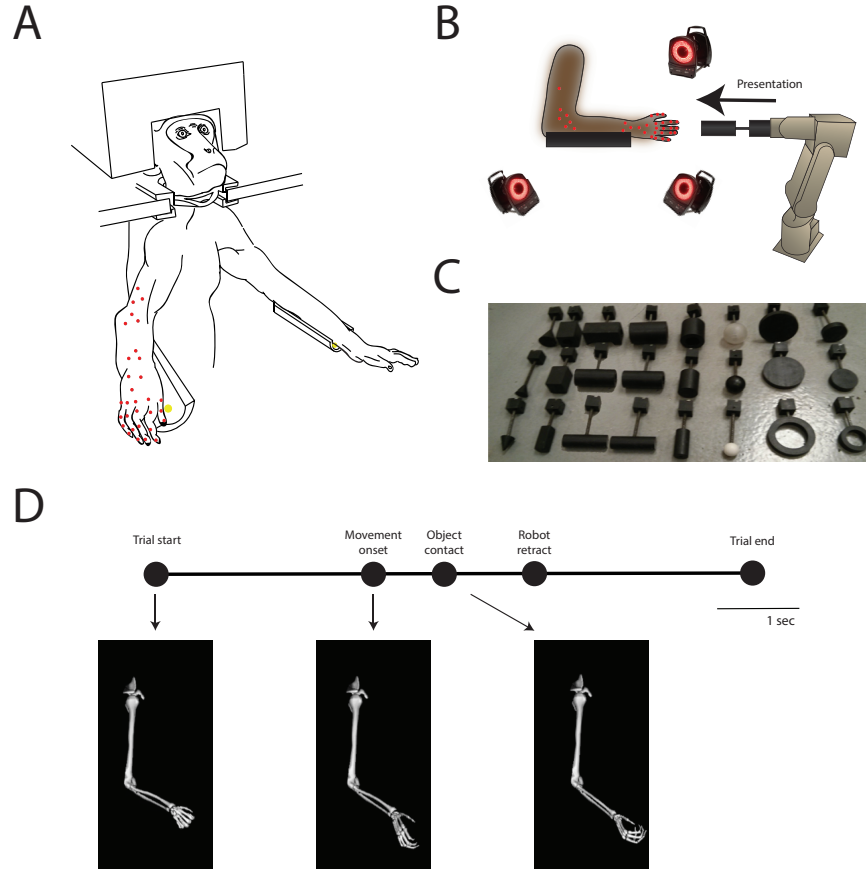 A
B
Presentation
C
D
Trial start
Movement
onset
Object
contact
Robot
retract
Trial end
1 sec